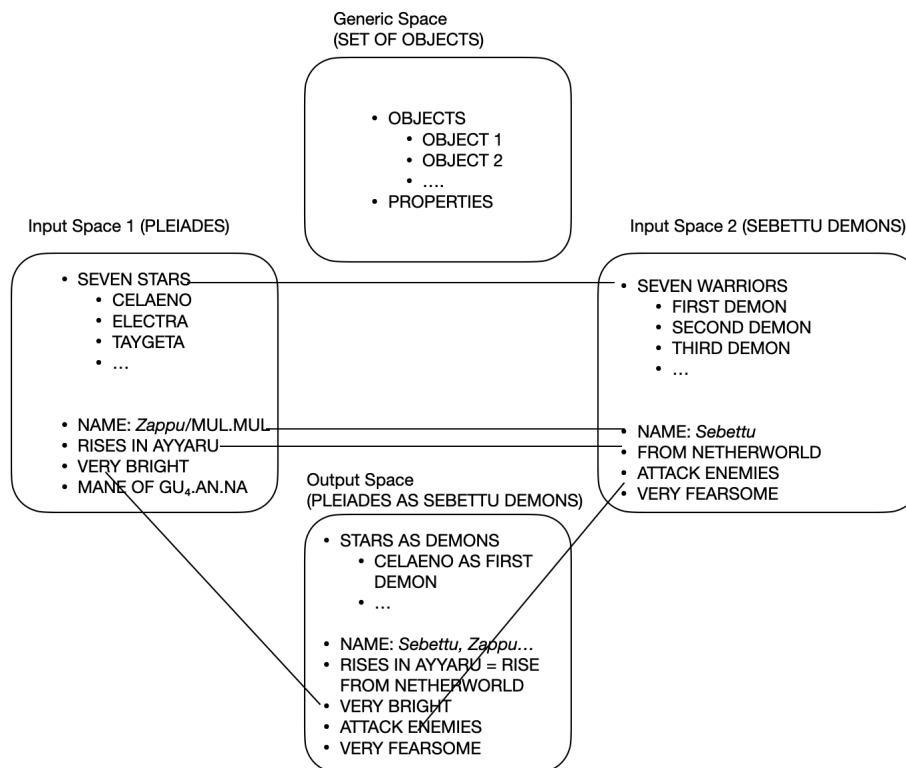 Generic Space
(SET OF OBJECTS)
• OBJECTS
• OBJECT 1
• OBJECT 2
• ....
• PROPERTIES
Input Space 1 (PLEIADES)
• SEVEN STARS
• CELAENO
• ELECTRA
• TAYGETA
• ...
• NAME: Zappu/MUL.MUL
• RISES IN AYYARU
• VERY BRIGHT
• MANE OF GU₄.AN.NA
Input Space 2 (SEBETTU DEMONS)
• SEVEN WARRIORS
• FIRST DEMON
• SECOND DEMON
• THIRD DEMON
• ...
• NAME: Sebettu
• FROM NETHERWORLD
• ATTACK ENEMIES
• VERY FEARSOME
Output Space
(PLEIADES AS SEBETTU DEMONS)
• STARS AS DEMONS
• CELAENO AS FIRST
DEMON
• ...
• NAME: Sebettu, Zappu...
• RISES IN AYYARU = RISE
FROM NETHERWORLD
• VERY BRIGHT
• ATTACK ENEMIES
• VERY FEARSOME